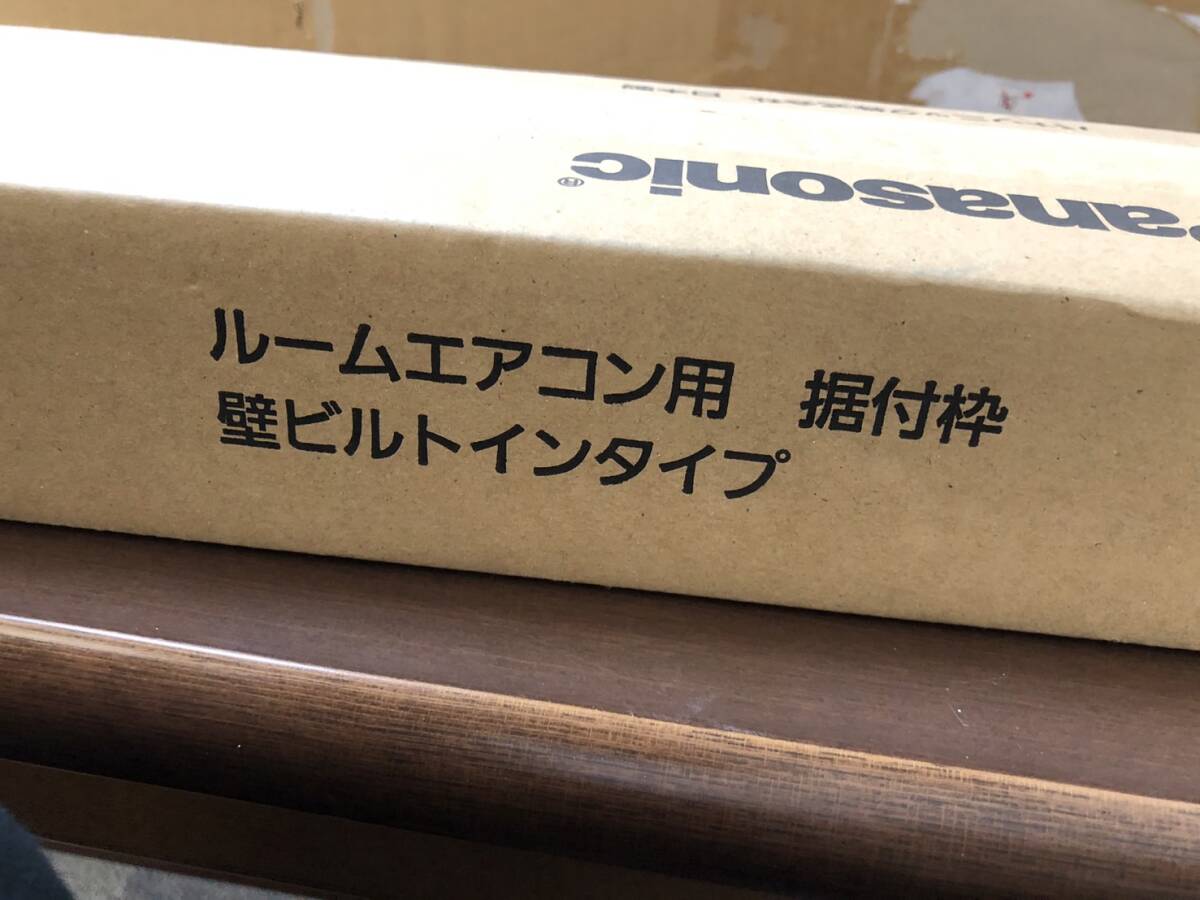 ルームエアコン用 据付枠
壁ビルトインタイプ
Panasonic®